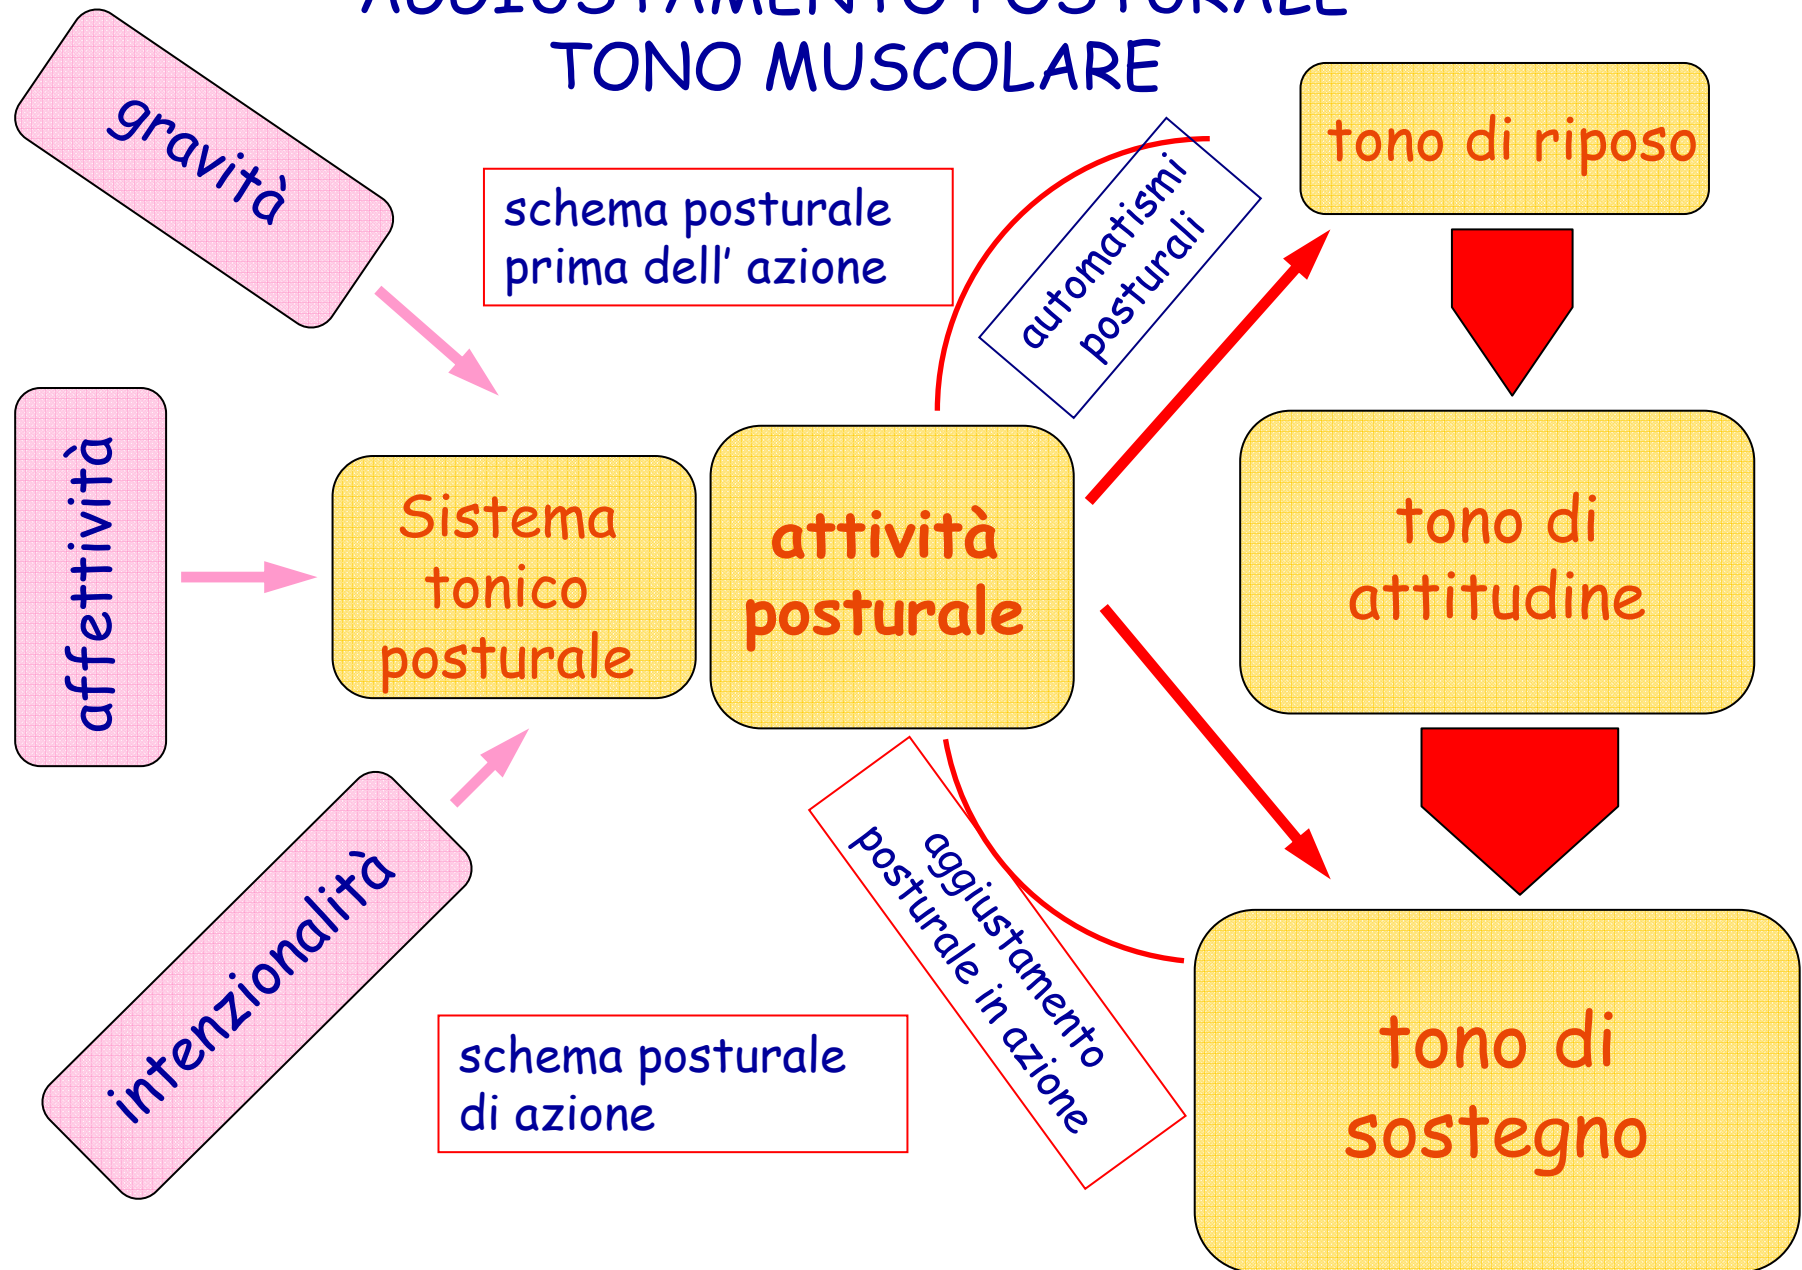 POSTURALE
TONO MUSCOLARE
gravità
schema posturale
prima dell' azione
automatismi
posturali
tono di riposo
affettività
Sistema
tonico
posturale
attività
posturale
tono di
attitudine
intenzionalità
schema posturale
di azione
aggiustamento
posturale in azione
tono di
sostegno